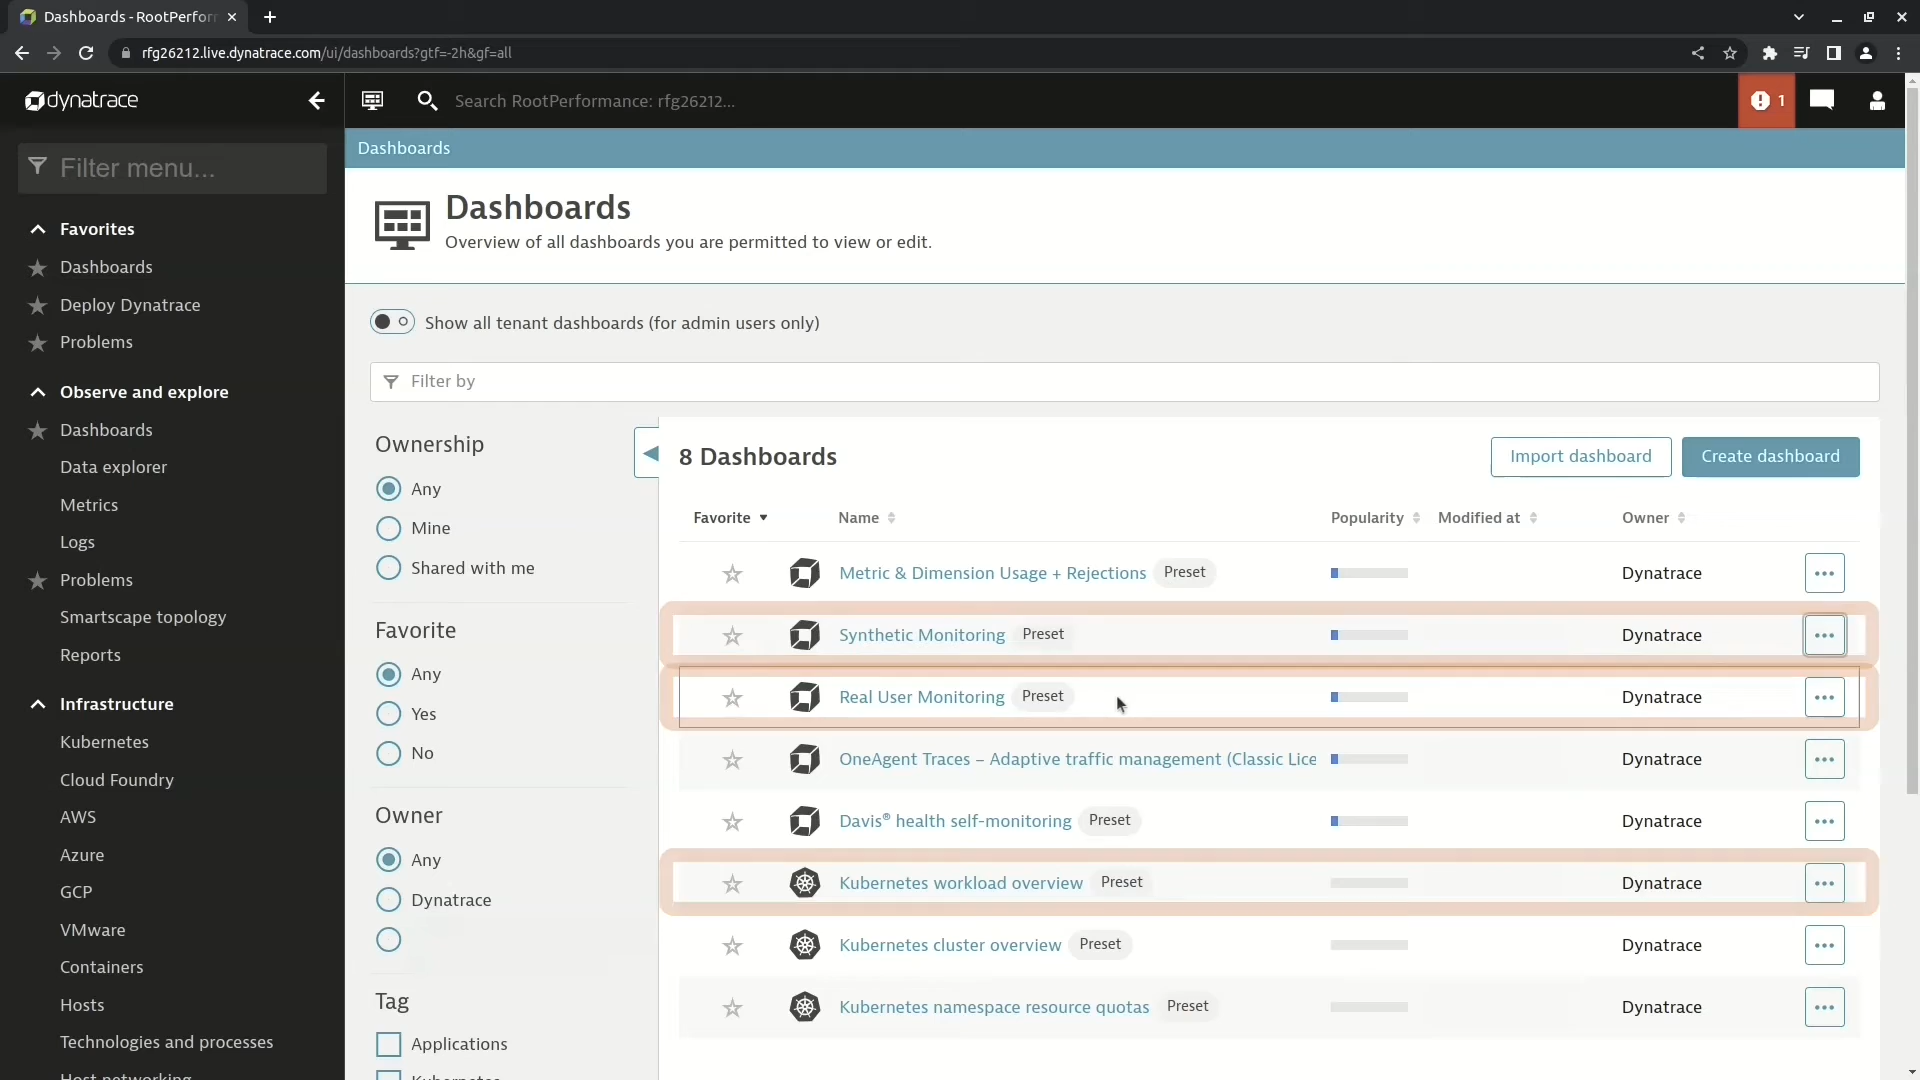 Dashboards - RootPerfor
rfg26212.live.dynatrace.com/ui/dashboards?gtf=-2h&gf=all
dynatrace
Search RootPerformance: rfg26212...
1
Filter menu...
Favorites
Dashboards
Deploy Dynatrace
Problems
Observe and explore
Dashboards
Data explorer
Metrics
Logs
Problems
Smartscape topology
Reports
Infrastructure
Kubernetes
Cloud Foundry
AWS
Azure
GCP
VMware
Containers
Hosts
Technologies and processes
Host networking
Dashboards
Dashboards
Overview of all dashboards you are permitted to view or edit.
Show all tenant dashboards (for admin users only)
Filter by
Ownership
Any
Mine
Shared with me
Favorite
Any
Yes
No
Owner
Any
Dynatrace
Tag
Applications
Kubernetes
8 Dashboards
Import dashboard
Create dashboard
Favorite Name Popularity Modified at Owner
Metric & Dimension Usage + Rejections Preset Dynatrace
Synthetic Monitoring Preset Dynatrace
Real User Monitoring Preset Dynatrace
OneAgent Traces – Adaptive traffic management (Classic Lice Dynatrace
Davis® health self-monitoring Preset Dynatrace
Kubernetes workload overview Preset Dynatrace
Kubernetes cluster overview Preset Dynatrace
Kubernetes namespace resource quotas Preset Dynatrace